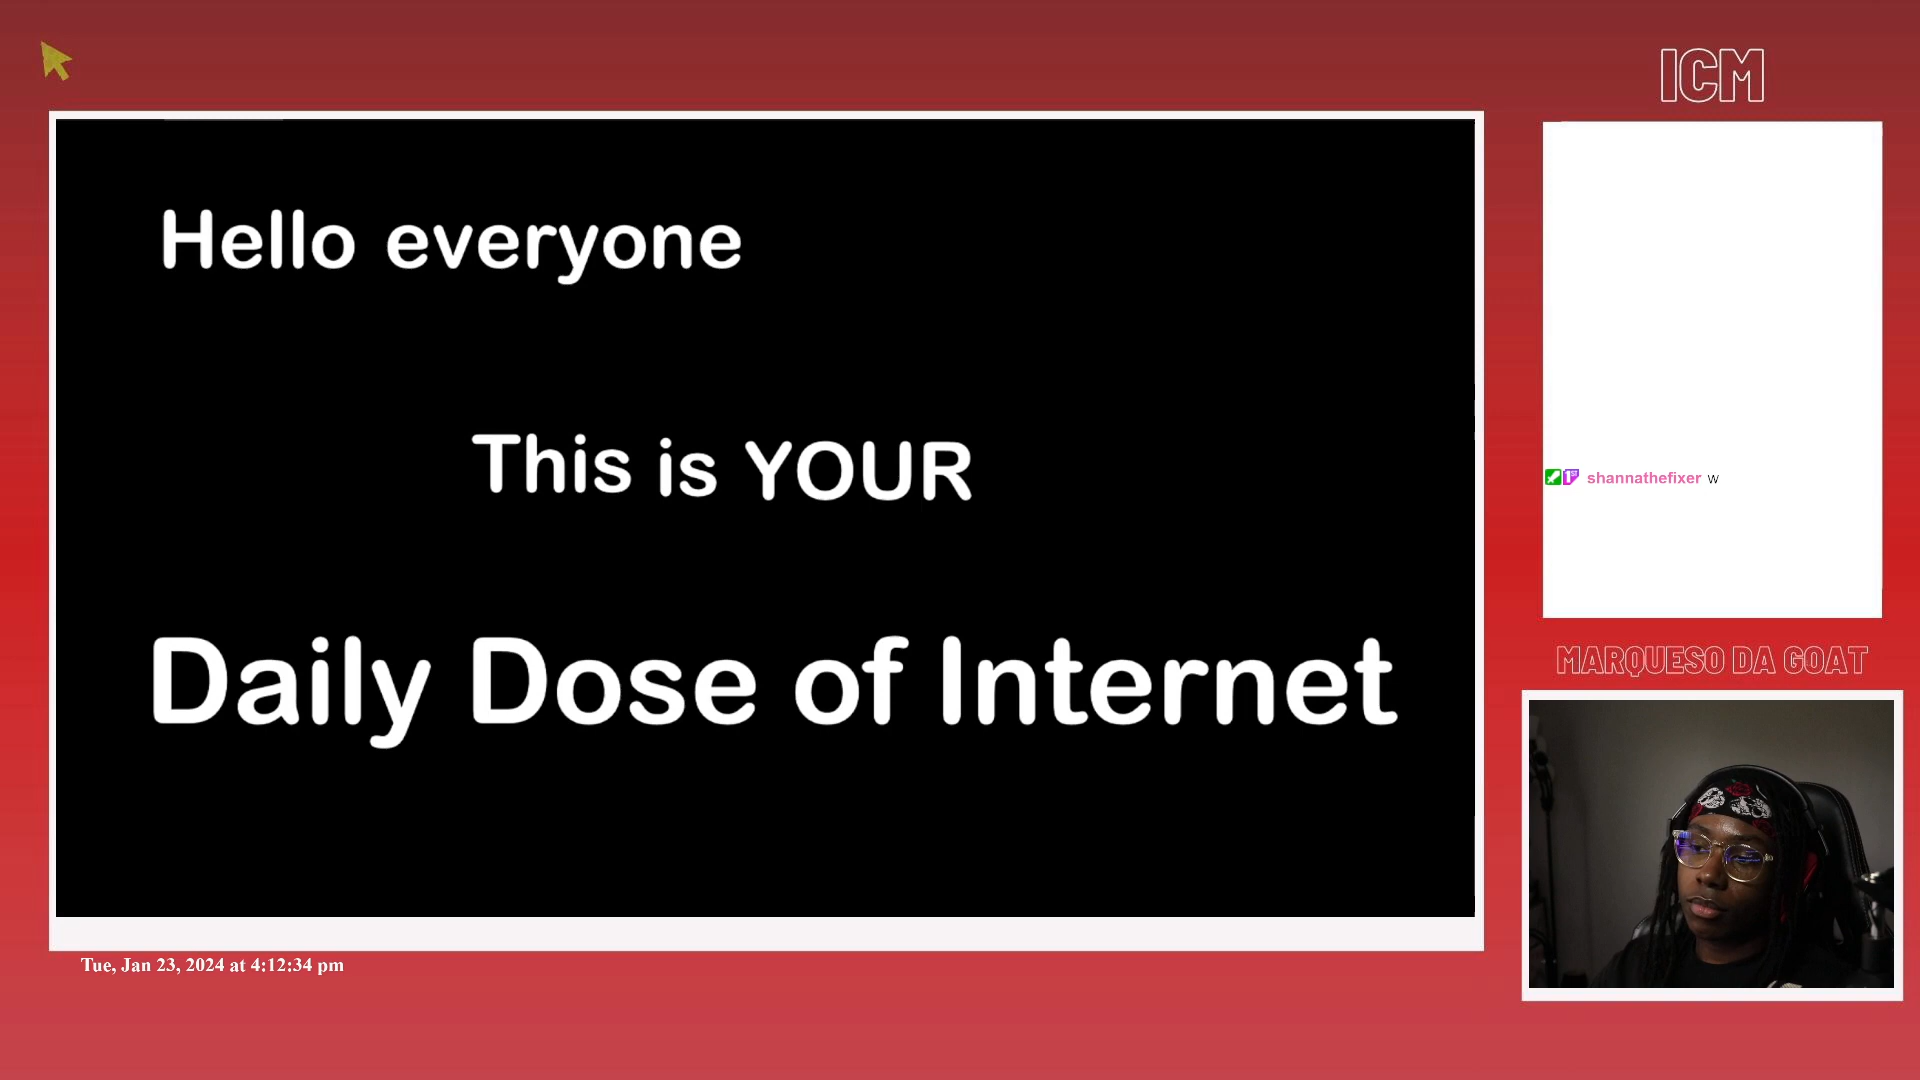 ICM
Hello everyone
This is YOUR
shannathefixer w
Daily Dose of Internet
MARQUESO DA GOAT
Tue, Jan 23, 2024 at 4:12:34 pm